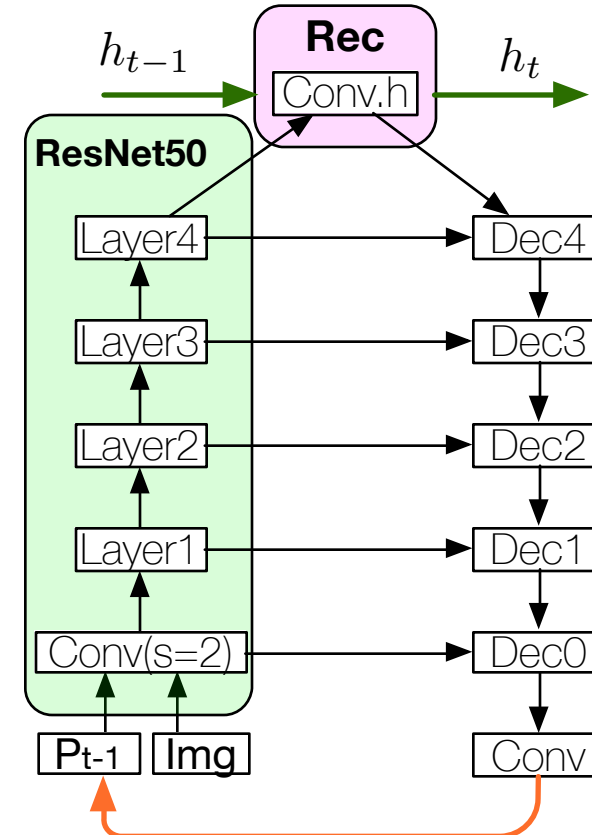 Rec
h_{t-1}
h_t
Conv.h
ResNet50
Layer4
Dec4
Layer3
Dec3
Layer2
Dec2
Layer1
Dec1
Conv(s=2)
Dec0
P_{t-1}
Img
Conv